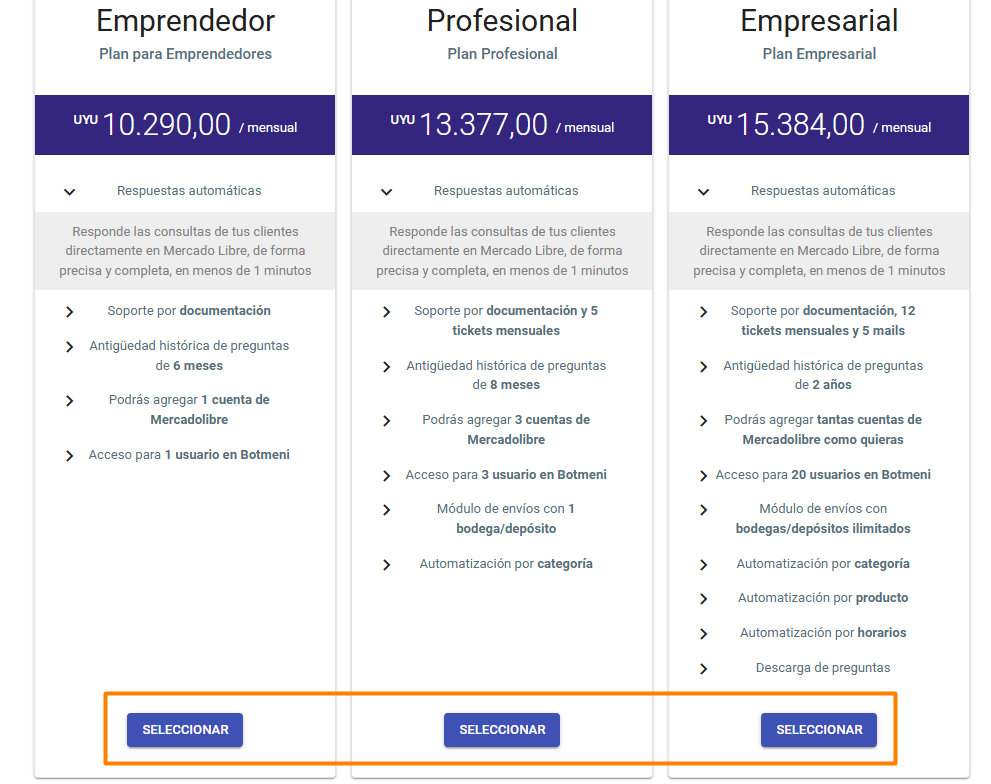 Emprendedor
Plan para Emprendedores
UYU 10.290,00 / mensual
Respuestas automáticas
Responde las consultas de tus clientes
directamente en Mercado Libre, de forma
precisa y completa, en menos de 1 minutos
Soporte por documentación
Antigüedad histórica de preguntas
de 6 meses
Podrás agregar 1 cuenta de
Mercadolibre
Acceso para 1 usuario en Botmeni
SELECCIONAR
Profesional
Plan Profesional
UYU 13.377,00 / mensual
Respuestas automáticas
Responde las consultas de tus clientes
directamente en Mercado Libre, de forma
precisa y completa, en menos de 1 minutos
Soporte por documentación y 5
tickets mensuales
Antigüedad histórica de preguntas
de 8 meses
Podrás agregar 3 cuentas de
Mercadolibre
Acceso para 3 usuario en Botmeni
Módulo de envíos con 1
bodega/depósito
Automatización por categoría
SELECCIONAR
Empresarial
Plan Empresarial
UYU 15.384,00 / mensual
Respuestas automáticas
Responde las consultas de tus clientes
directamente en Mercado Libre, de forma
precisa y completa, en menos de 1 minutos
Soporte por documentación, 12
tickets mensuales y 5 mails
Antigüedad histórica de preguntas
de 2 años
Podrás agregar tantas cuentas de
Mercadolibre como quieras
Acceso para 20 usuarios en Botmeni
Módulo de envíos con
bodegas/depósitos ilimitados
Automatización por categoría
Automatización por producto
Automatización por horarios
Descarga de preguntas
SELECCIONAR